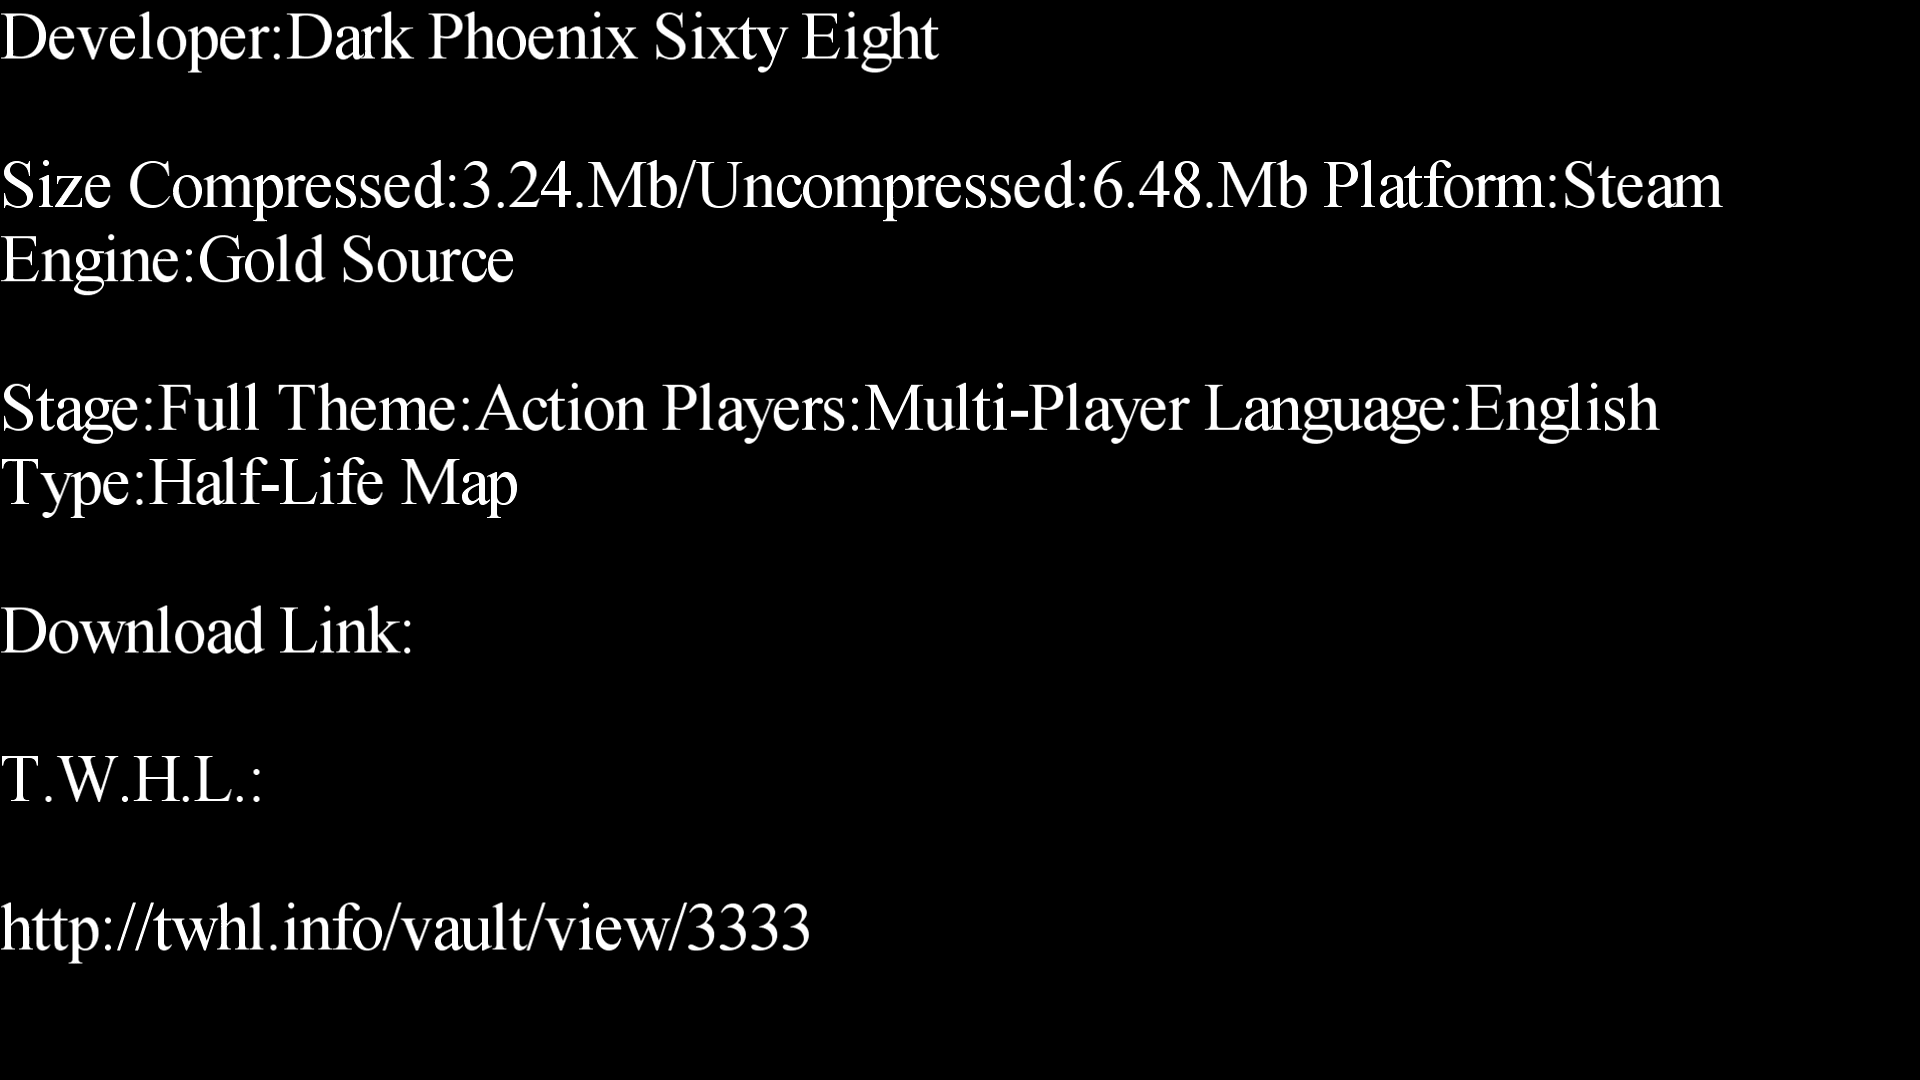 Developer:Dark Phoenix Sixty Eight
Size Compressed:3.24.Mb/Uncompressed:6.48.Mb Platform:Steam
Engine:Gold Source
Stage:Full Theme:Action Players:Multi-Player Language:English
Type:Half-Life Map
Download Link:
T.W.H.L.:
http://twhl.info/vault/view/3333